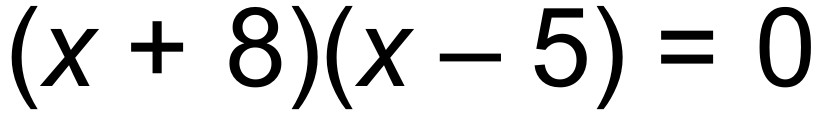 (x + 8)(x − 5) = 0